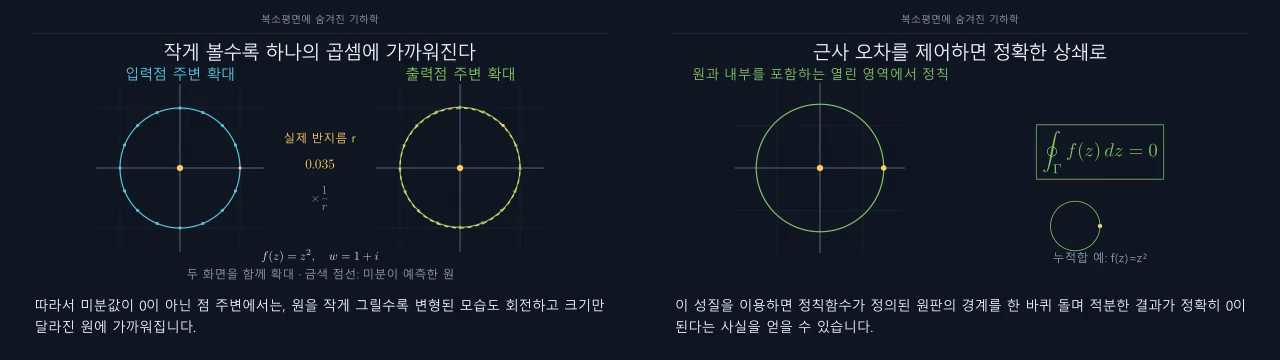 복소평면에 숨겨진 기하학
작게 볼수록 하나의 곱셈에 가까워진다
입력점 주변 확대
출력점 주변 확대
실제 반지름 r
0.035
× 1/r
f(z) = z², w = 1 + i
두 화면을 함께 확대 · 금색 점선: 미분이 예측한 원
따라서 미분값이 0이 아닌 점 주변에서는, 원을 작게 그릴수록 변형된 모습도 회전하고 크기만
달라진 원에 가까워집니다.
복소평면에 숨겨진 기하학
근사 오차를 제어하면 정확한 상쇄로
원과 내부를 포함하는 열린 영역에서 정칙
∮_Γ f(z) dz = 0
누적합 예: f(z)=z²
이 성질을 이용하면 정칙함수가 정의된 원판의 경계를 한 바퀴 돌며 적분한 결과가 정확히 0이
된다는 사실을 얻을 수 있습니다.